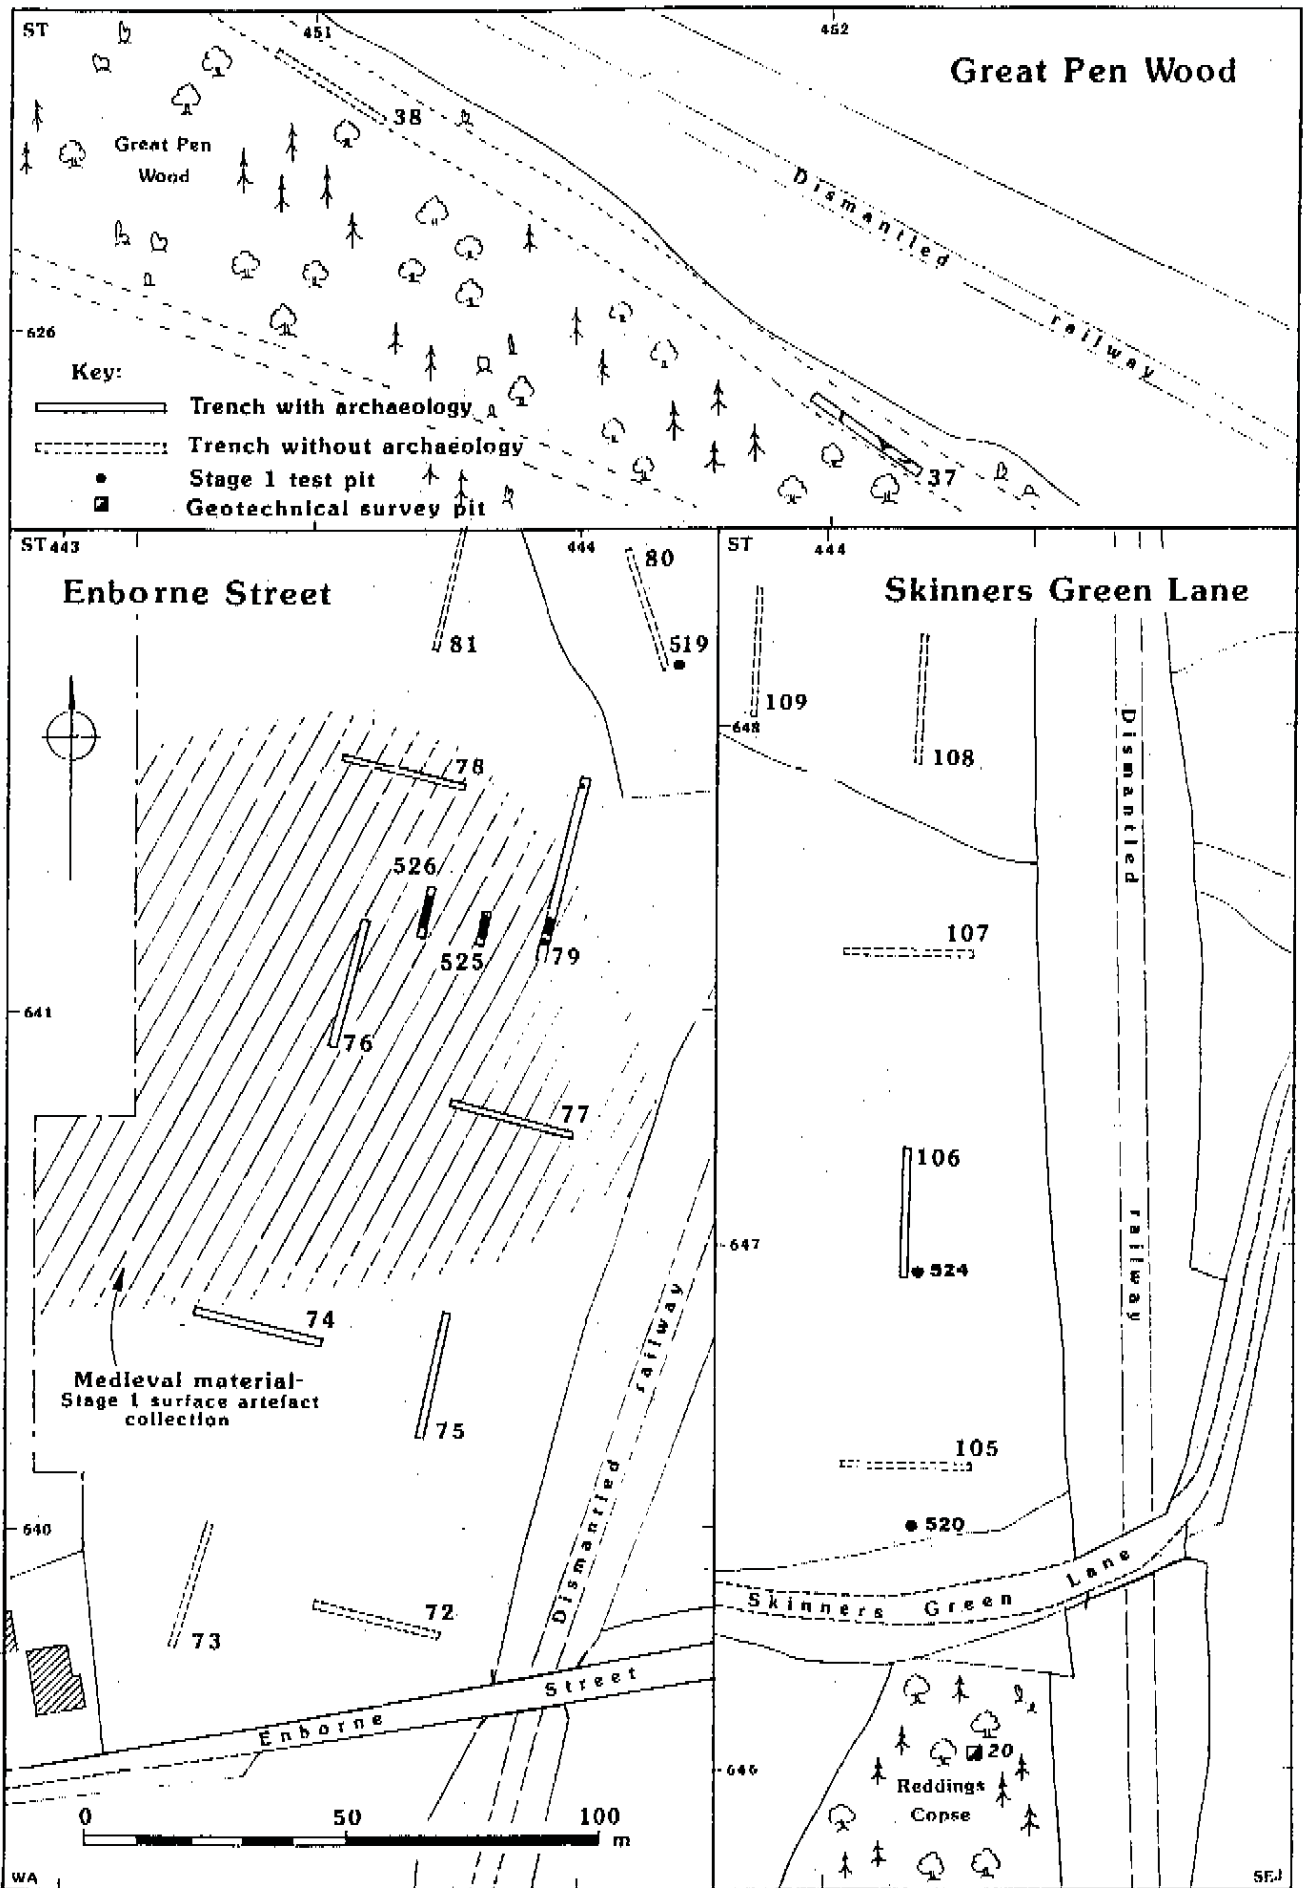 ST
451
452
Great Pen Wood
38
Great Pen
Wood
Dismantled
railway
626
Key:
Trench with archaeology
Trench without archaeology
Stage 1 test pit
Geotechnical survey pit
37
ST 443
444
Enborne Street
80
81
519
78
526
525
79
641
76
77
74
Medieval material-
Stage 1 surface artefact
collection
75
railway
Dismantled
640
73
72
Enborne Street
0 50 100
m
WA
ST
444
Skinners Green Lane
109
648
108
Dismantled
107
106
647
524
railway
105
520
Skinners Green Lane
20
646
Reddings
Copse
SEJ